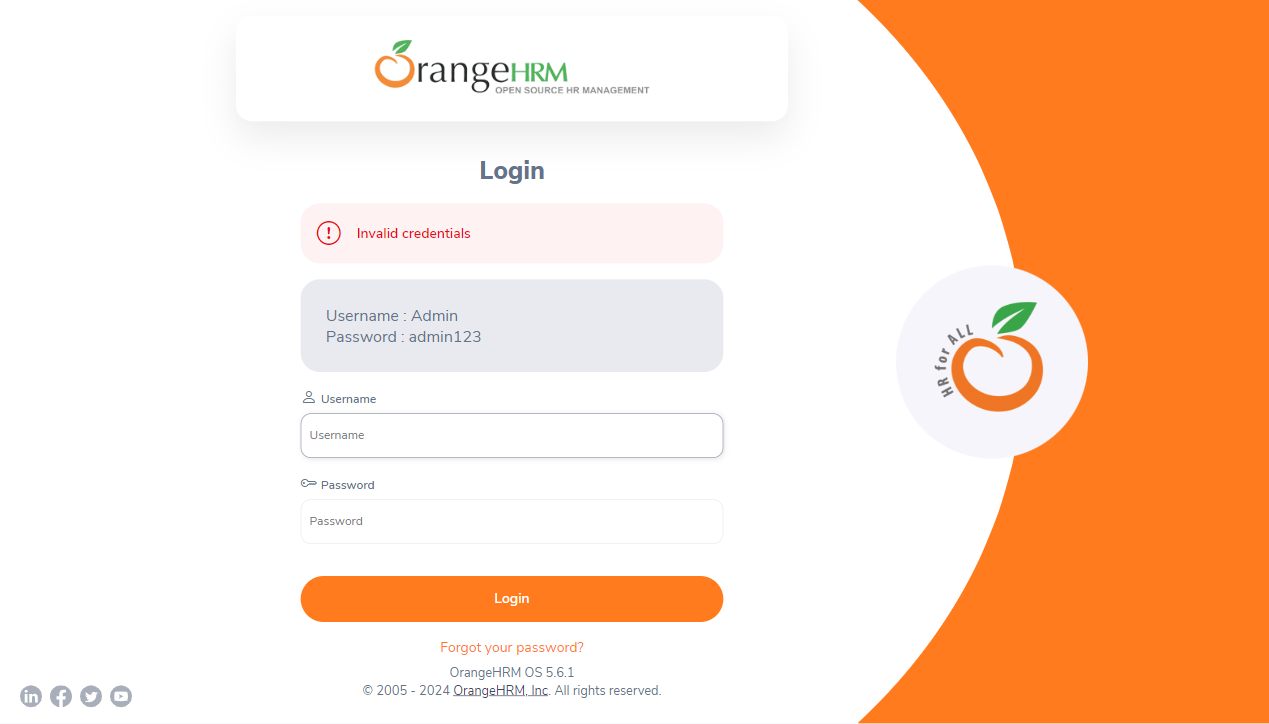 OrangeHRM
OPEN SOURCE HR MANAGEMENT
Login
Invalid credentials
Username : Admin
Password : admin123
Username
Username
Password
Password
Login
Forgot your password?
OrangeHRM OS 5.6.1
© 2005 - 2024 OrangeHRM, Inc. All rights reserved.
HR for ALL